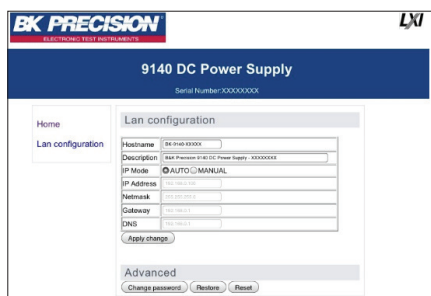 BK PRECISION
ELECTRONIC TEST INSTRUMENTS
LXI
9140 DC Power Supply
Serial Number:XXXXXXXX
Home
Lan configuration
Lan configuration
Hostname BK-9140-XXXXX
Description B&K Precision 9140 DC Power Supply - XXXXXXXX
IP Mode AUTO MANUAL
IP Address
Netmask
Gateway
DNS
Apply change
Advanced
Change password Restore Reset